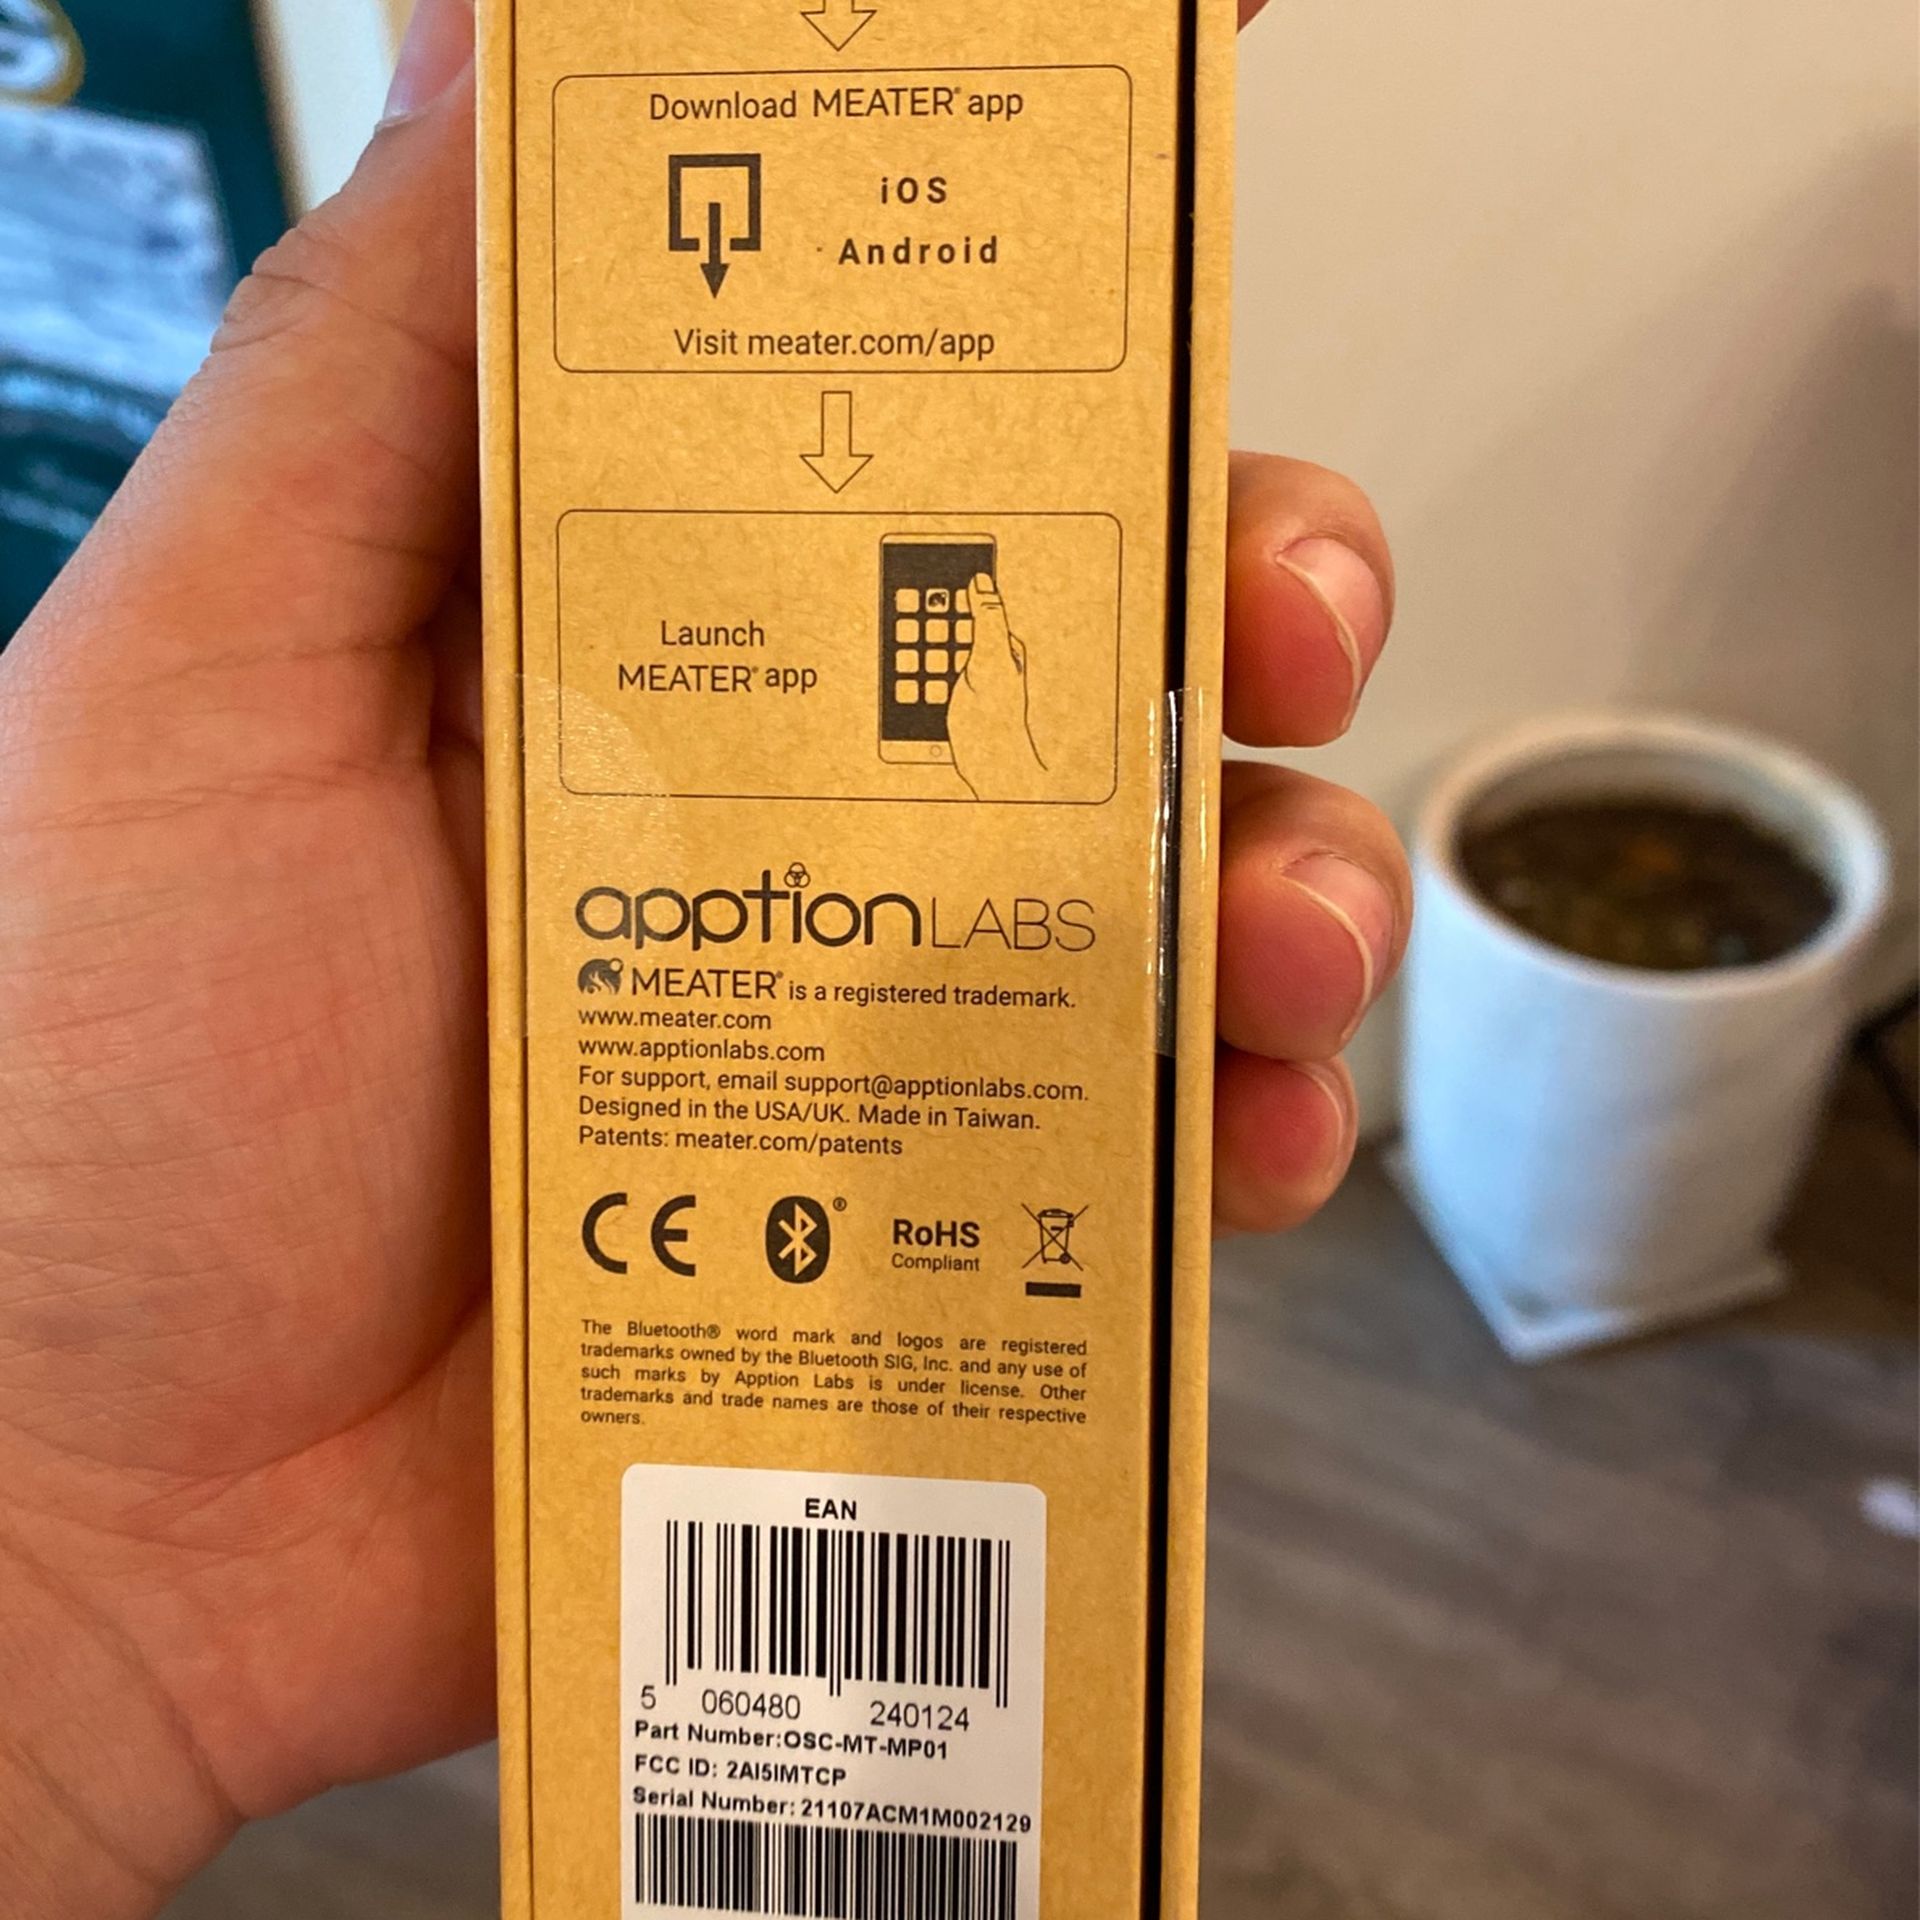 Download MEATER® app
iOS
Android
Visit meater.com/app
Launch
MEATER® app
apption LABS
MEATER® is a registered trademark.
www.meater.com
www.apptionlabs.com
For support, email support@apptionlabs.com.
Designed in the USA/UK. Made in Taiwan.
Patents: meater.com/patents
CE
®
RoHS
Compliant
The Bluetooth® word mark and logos are registered
trademarks owned by the Bluetooth SIG, Inc. and any use of
such marks by Apption Labs is under license. Other
trademarks and trade names are those of their respective
owners.
EAN
5 060480 240124
Part Number:OSC-MT-MP01
FCC ID: 2AI5IMTCP
Serial Number: 21107ACM1M002129